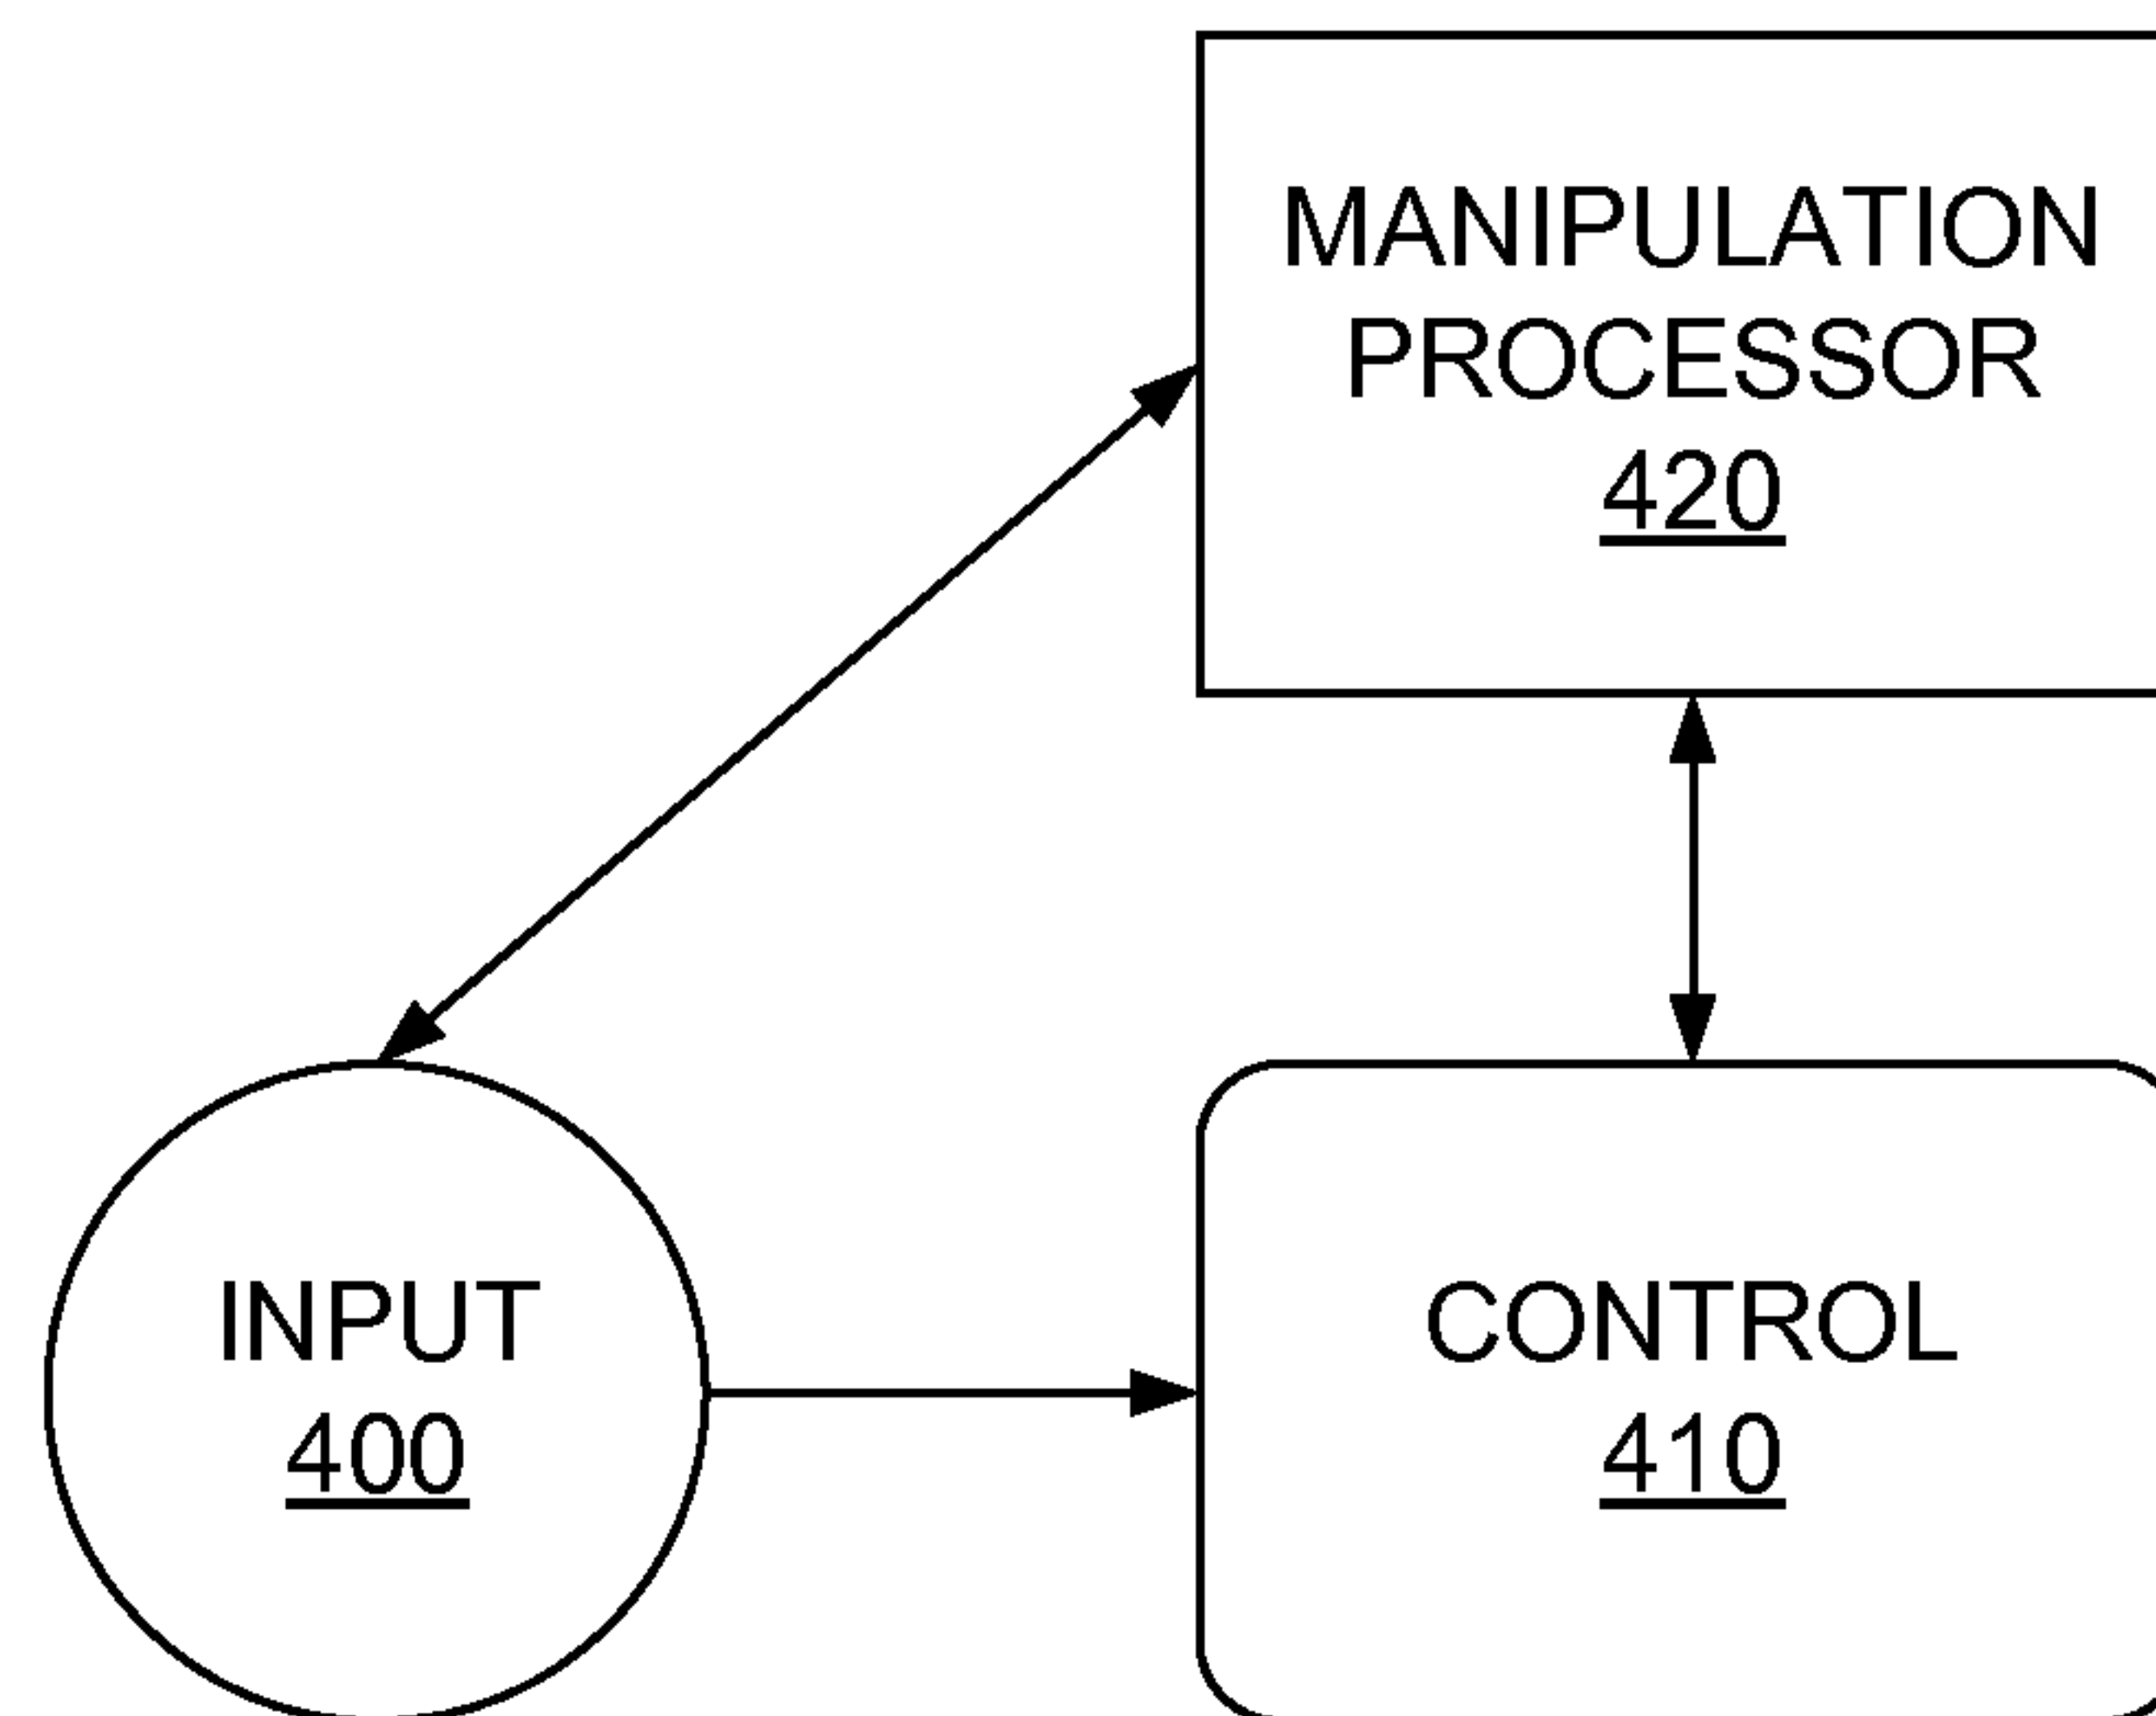 MANIPULATION
PROCESSOR
420
INPUT
400
CONTROL
410